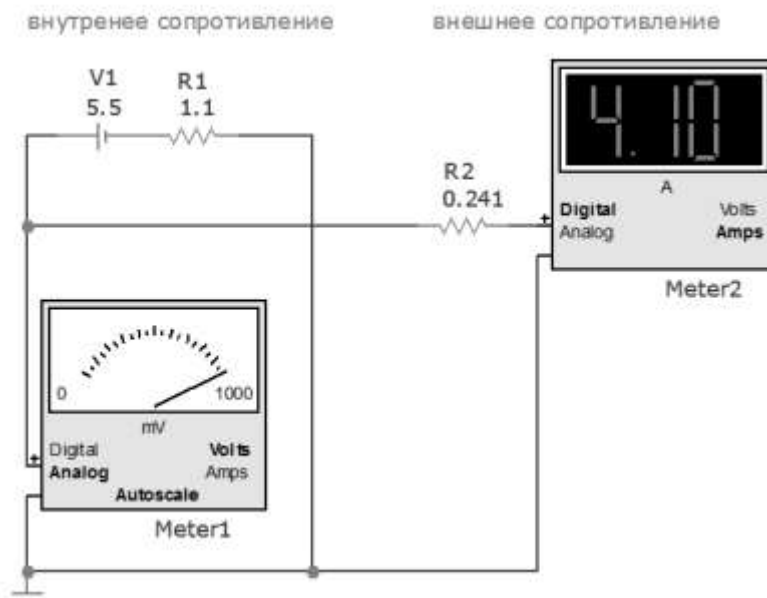 внутренее сопротивление
внешнее сопротивление
V1
5.5
R1
1.1
4.10
A
Digital Volts
Analog Amps
Meter2
R2
0.241
+
0 1000
mV
+
Digital Volts
Analog Amps
Autoscale
Meter1